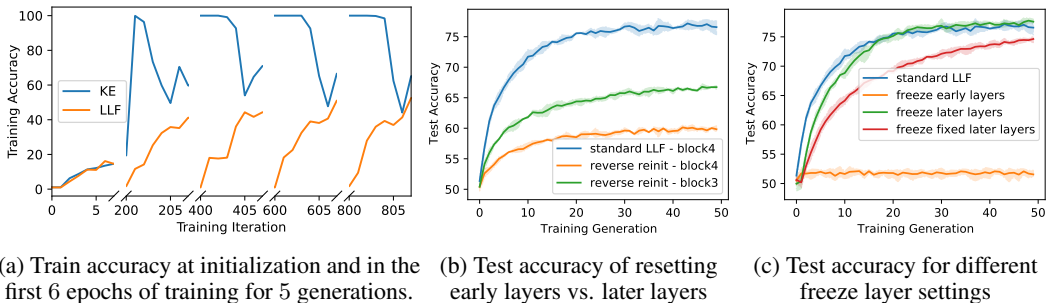 100
80
60
40
20
0
Training Accuracy
KE
LLF
0
5
200
205
400
405
600
605
800
805
Training Iteration
75
70
65
60
55
50
Test Accuracy
standard LLF - block4
reverse reinit - block4
reverse reinit - block3
0
10
20
30
40
50
Training Generation
75
70
65
60
55
50
Test Accuracy
standard LLF
freeze early layers
freeze later layers
freeze fixed later layers
0
10
20
30
40
50
Training Generation
(a) Train accuracy at initialization and in the
first 6 epochs of training for 5 generations.
(b) Test accuracy of resetting
early layers vs. later layers
(c) Test accuracy for different
freeze layer settings